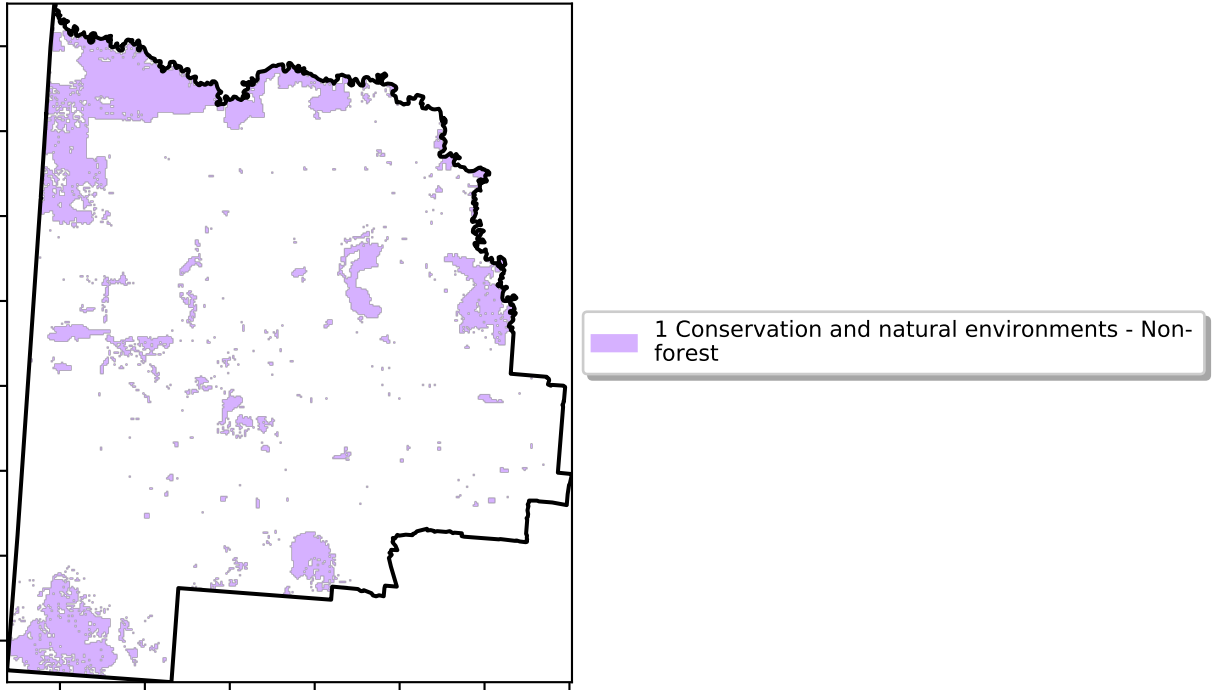 1 Conservation and natural environments - Non-
forest